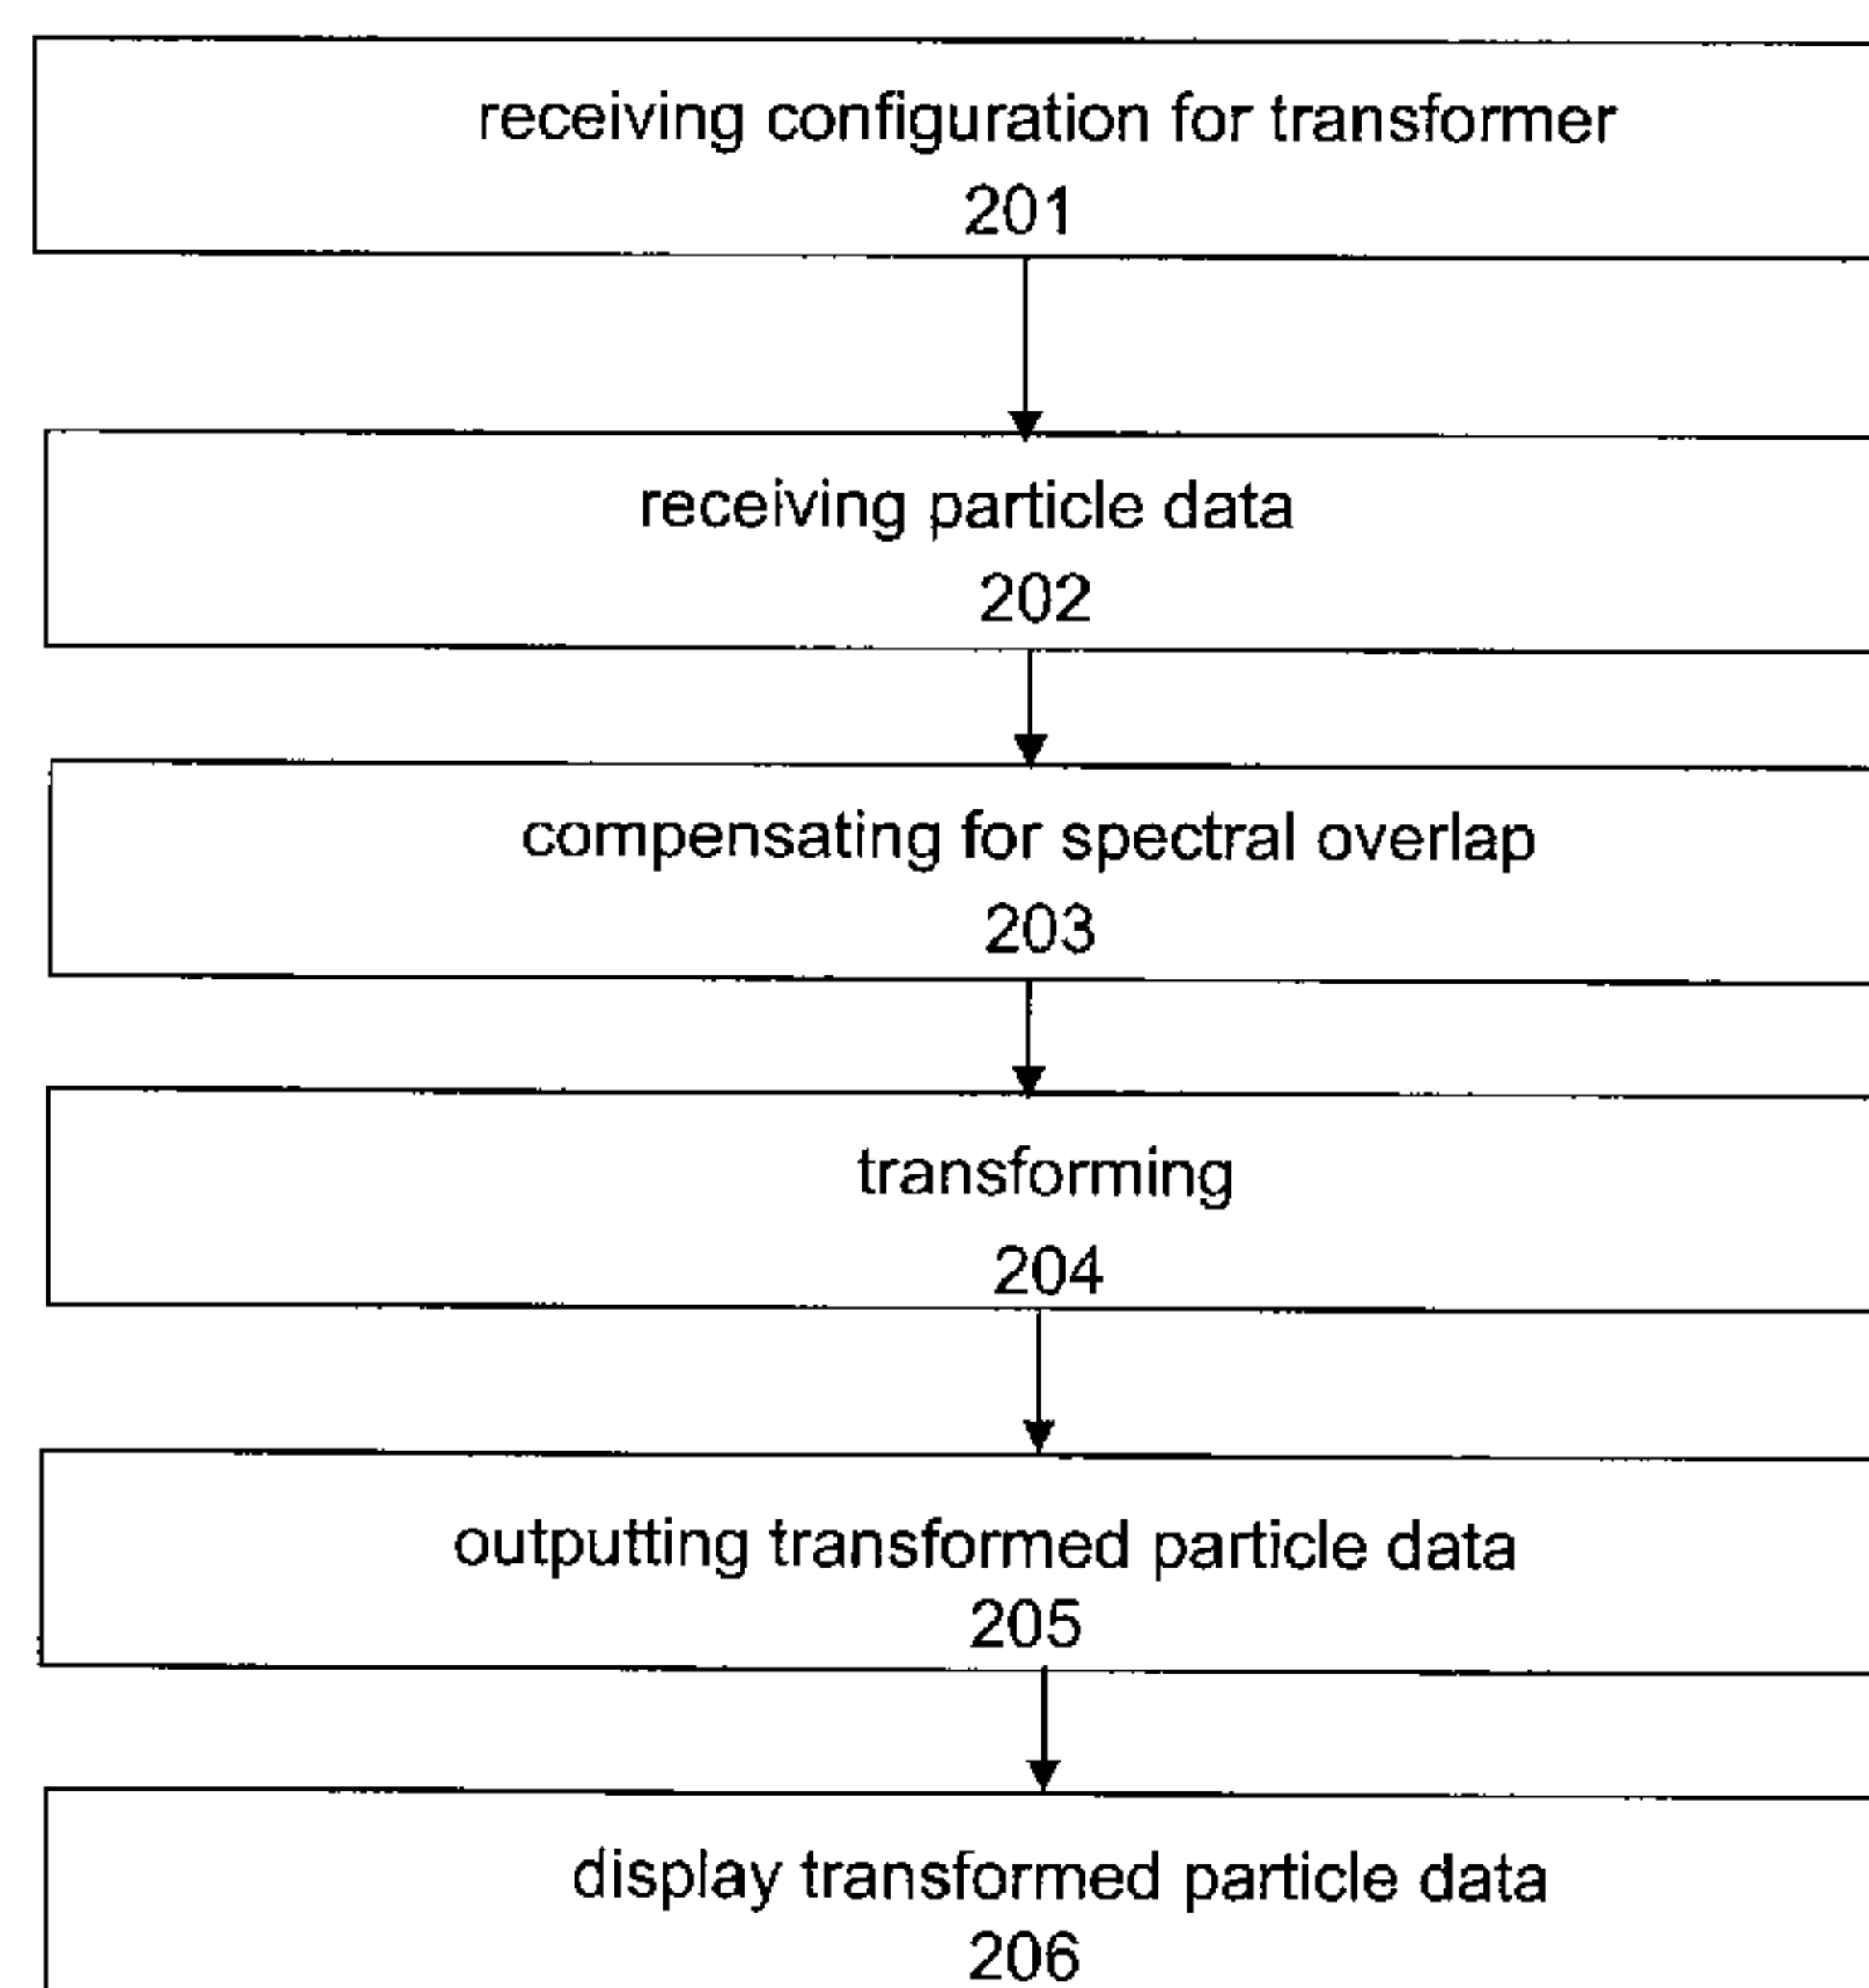 receiving configuration for transformer
201
receiving particle data
202
compensating for spectral overlap
203
transforming
204
outputting transformed particle data
205
display transformed particle data
206